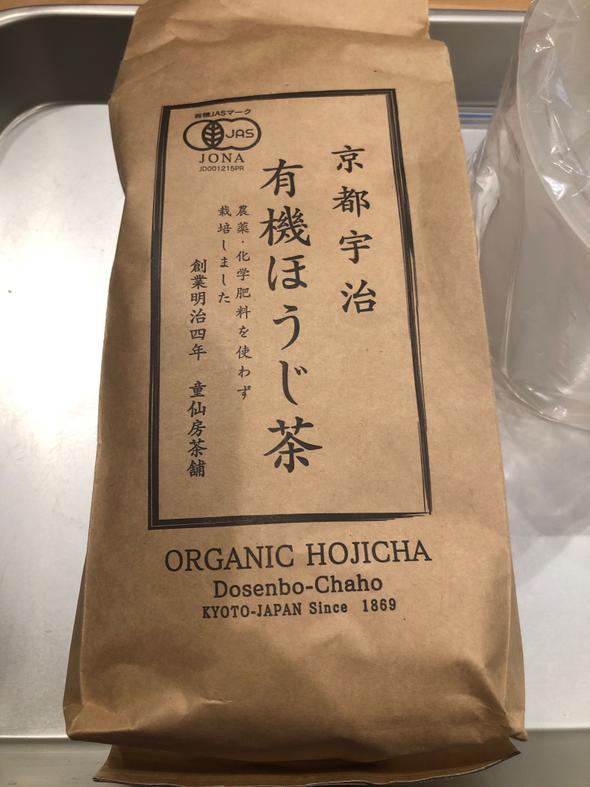 有機JASマーク
JAS
JONA
JD001215PR
京都宇治
有機ほうじ茶
農薬・化学肥料を使わず
栽培しました
創業明治四年 童仙房茶舗
ORGANIC HOJICHA
Dosenbo-Chaho
KYOTO-JAPAN Since 1869